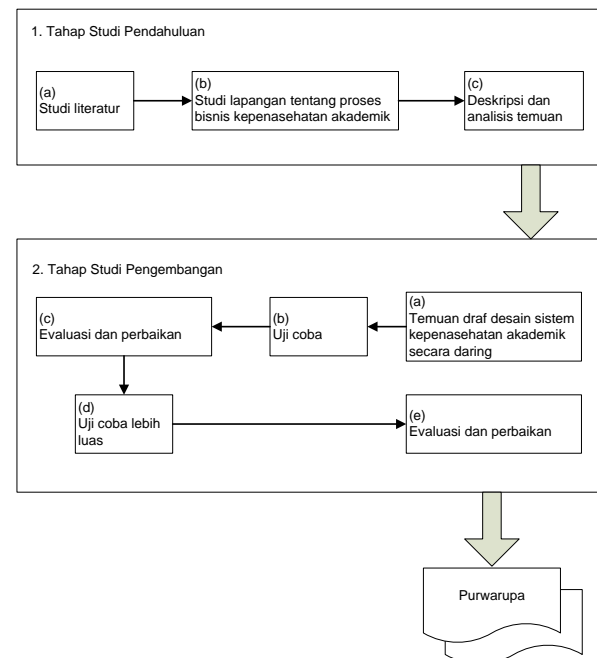 1. Tahap Studi Pendahuluan
(a)
Studi literatur
(b)
Studi lapangan tentang proses
bisnis kepenasehatan akademik
(c)
Deskripsi dan
analisis temuan
2. Tahap Studi Pengembangan
(a)
Temuan draf desain sistem
kepenasehatan akademik
secara daring
(b)
Uji coba
(c)
Evaluasi dan perbaikan
(d)
Uji coba lebih
luas
(e)
Evaluasi dan perbaikan
Purwarupa